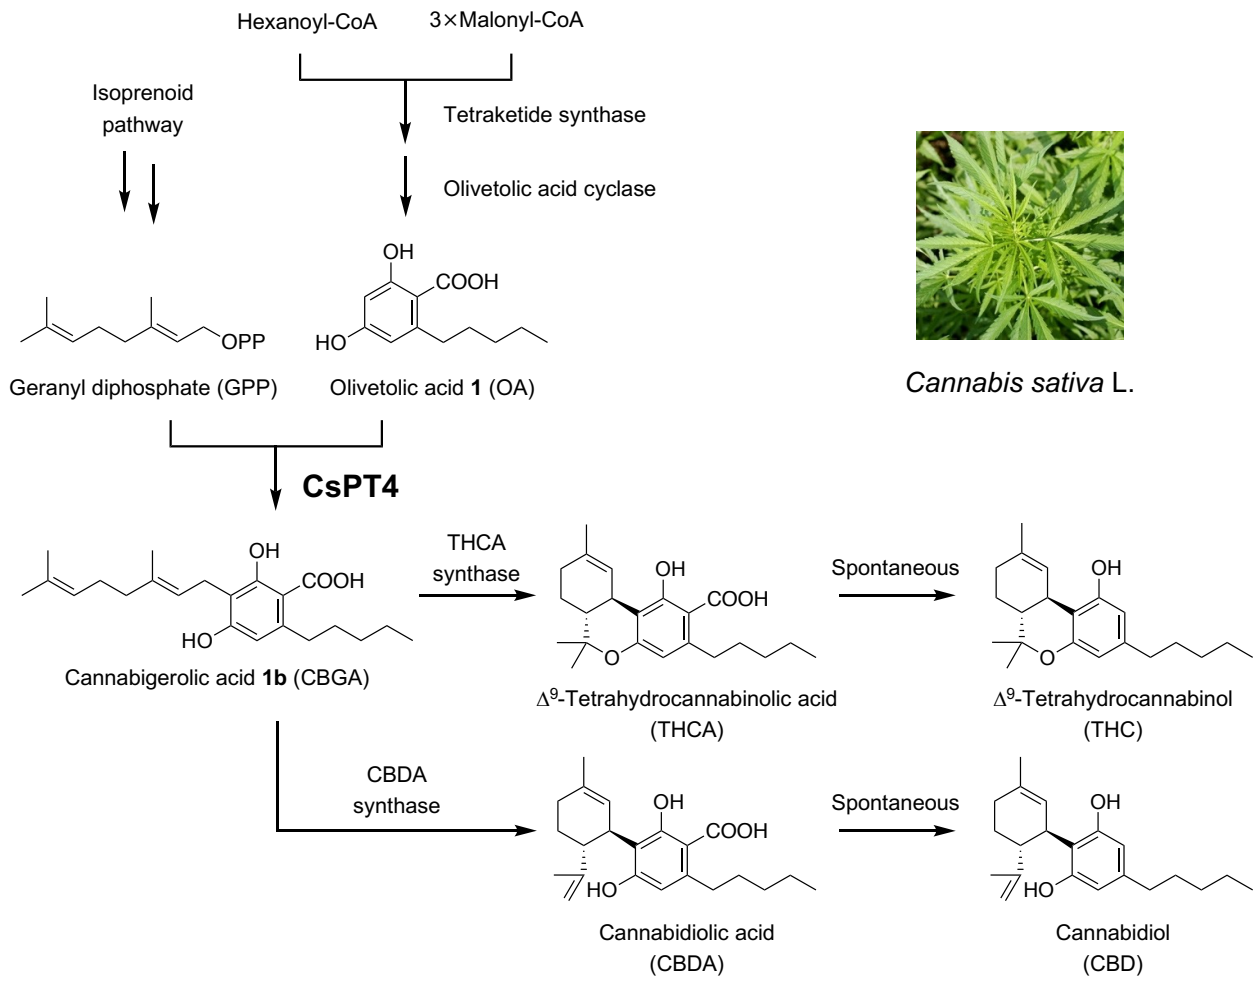 Hexanoyl-CoA
3×Malonyl-CoA
Isoprenoid
pathway
Tetraketide synthase
Olivetolic acid cyclase
OH
COOH
HO
OPP
Geranyl diphosphate (GPP)
Olivetolic acid 1 (OA)
Cannabis sativa L.
CsPT4
OH
COOH
HO
Cannabigerolic acid 1b (CBGA)
THCA
synthase
OH
COOH
O
Δ⁹-Tetrahydrocannabinolic acid
(THCA)
Spontaneous
OH
O
Δ⁹-Tetrahydrocannabinol
(THC)
CBDA
synthase
OH
COOH
HO
Cannabidiolic acid
(CBDA)
Spontaneous
OH
HO
Cannabidiol
(CBD)